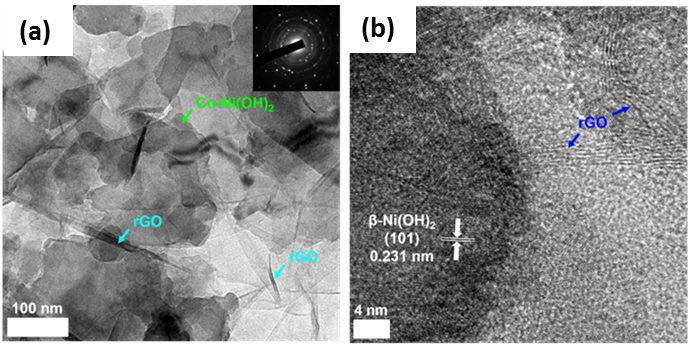 (a)
Co-Ni(OH)₂
rGO
rGO
100 nm
(b)
rGO
β-Ni(OH)₂
(101)
0.231 nm
4 nm